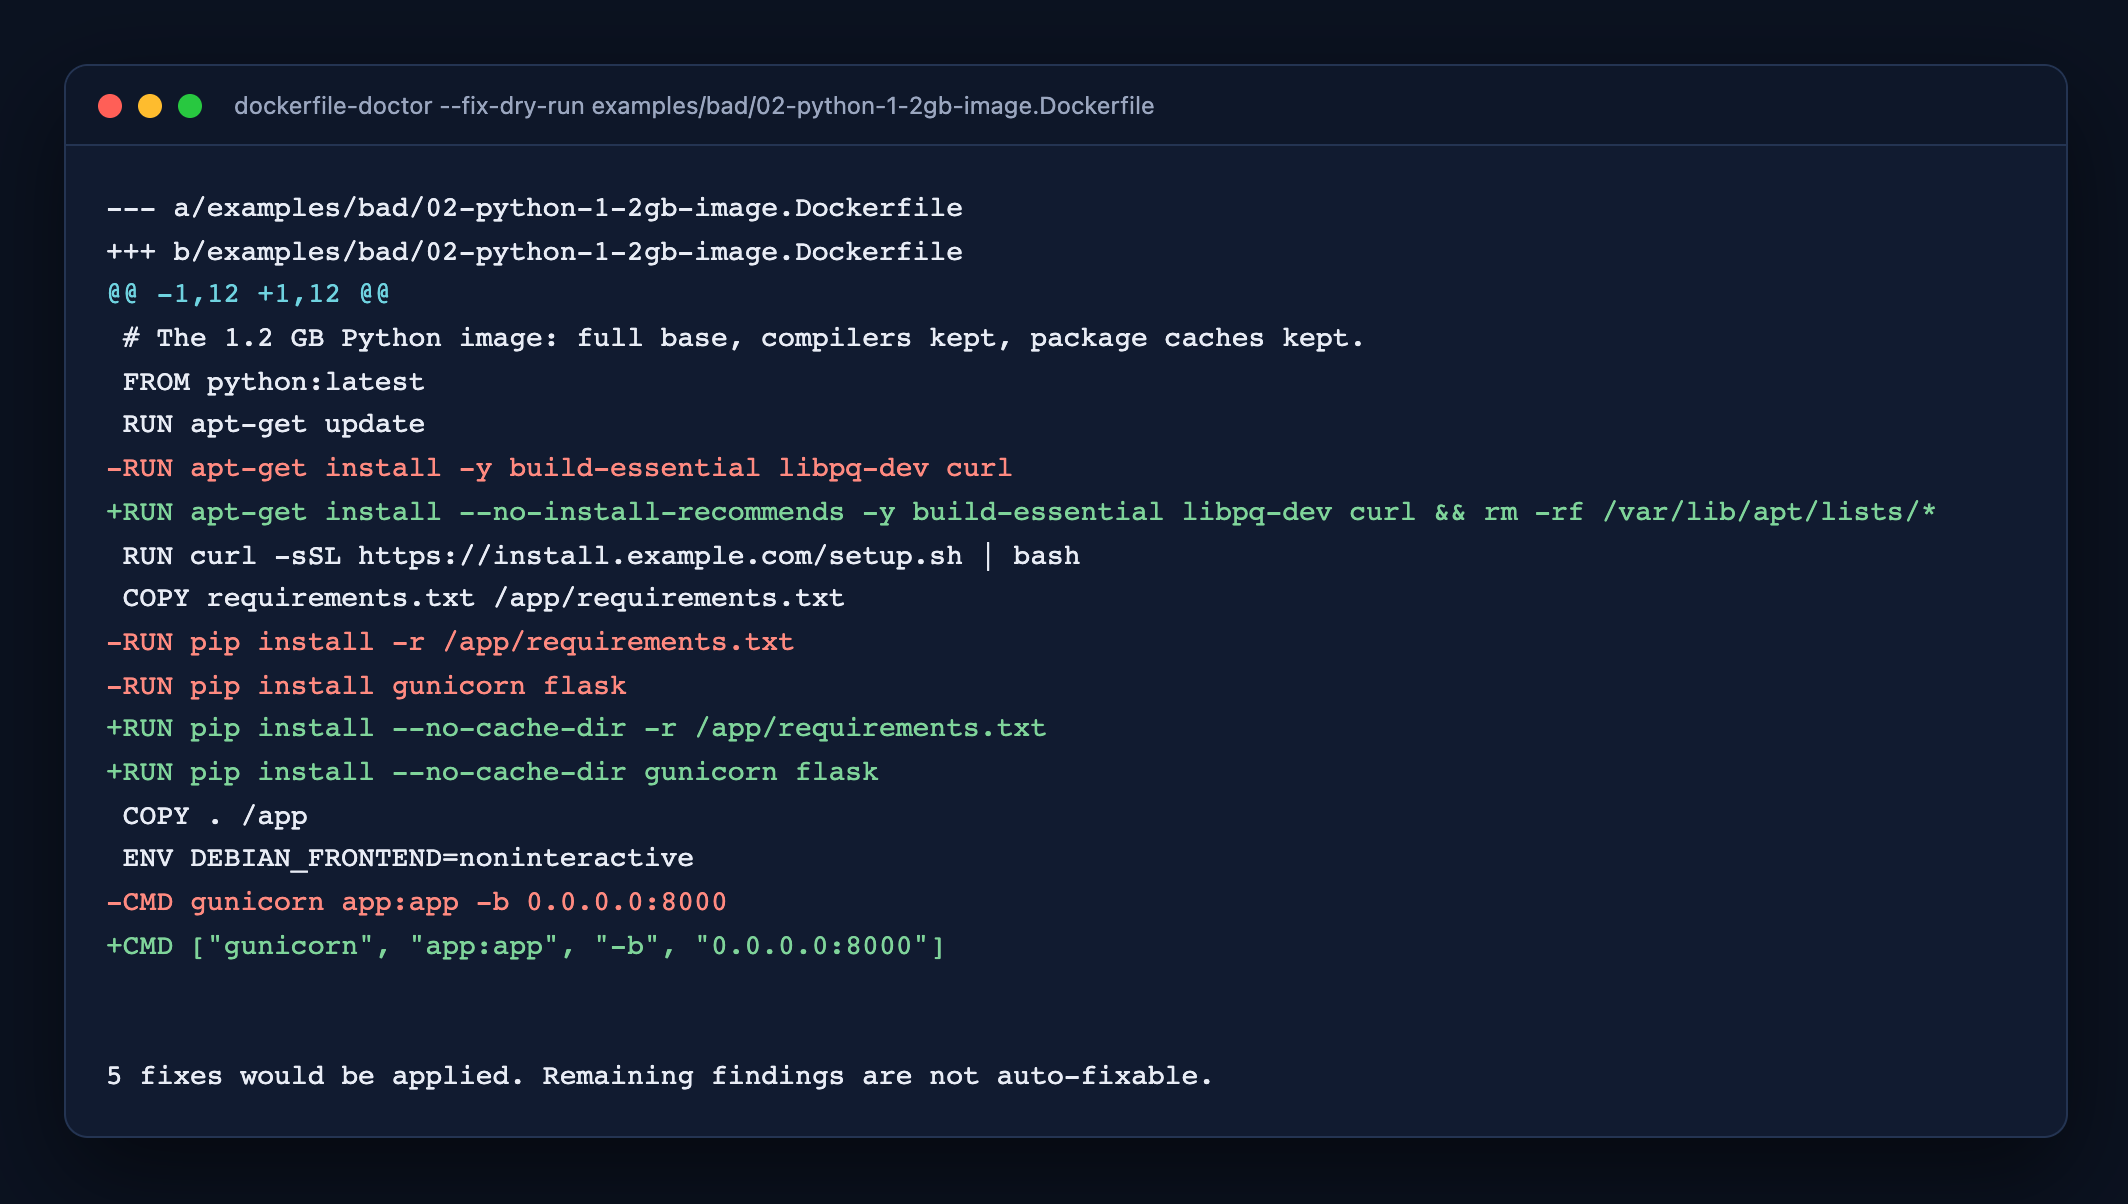 dockerfile-doctor --fix-dry-run examples/bad/02-python-1-2gb-image.Dockerfile
--- a/examples/bad/02-python-1-2gb-image.Dockerfile
+++ b/examples/bad/02-python-1-2gb-image.Dockerfile
@@ -1,12 +1,12 @@
 # The 1.2 GB Python image: full base, compilers kept, package caches kept.
 FROM python:latest
 RUN apt-get update
-RUN apt-get install -y build-essential libpq-dev curl
+RUN apt-get install --no-install-recommends -y build-essential libpq-dev curl && rm -rf /var/lib/apt/lists/*
 RUN curl -sSL https://install.example.com/setup.sh | bash
 COPY requirements.txt /app/requirements.txt
-RUN pip install -r /app/requirements.txt
-RUN pip install gunicorn flask
+RUN pip install --no-cache-dir -r /app/requirements.txt
+RUN pip install --no-cache-dir gunicorn flask
 COPY . /app
 ENV DEBIAN_FRONTEND=noninteractive
-CMD gunicorn app:app -b 0.0.0.0:8000
+CMD ["gunicorn", "app:app", "-b", "0.0.0.0:8000"]
5 fixes would be applied. Remaining findings are not auto-fixable.